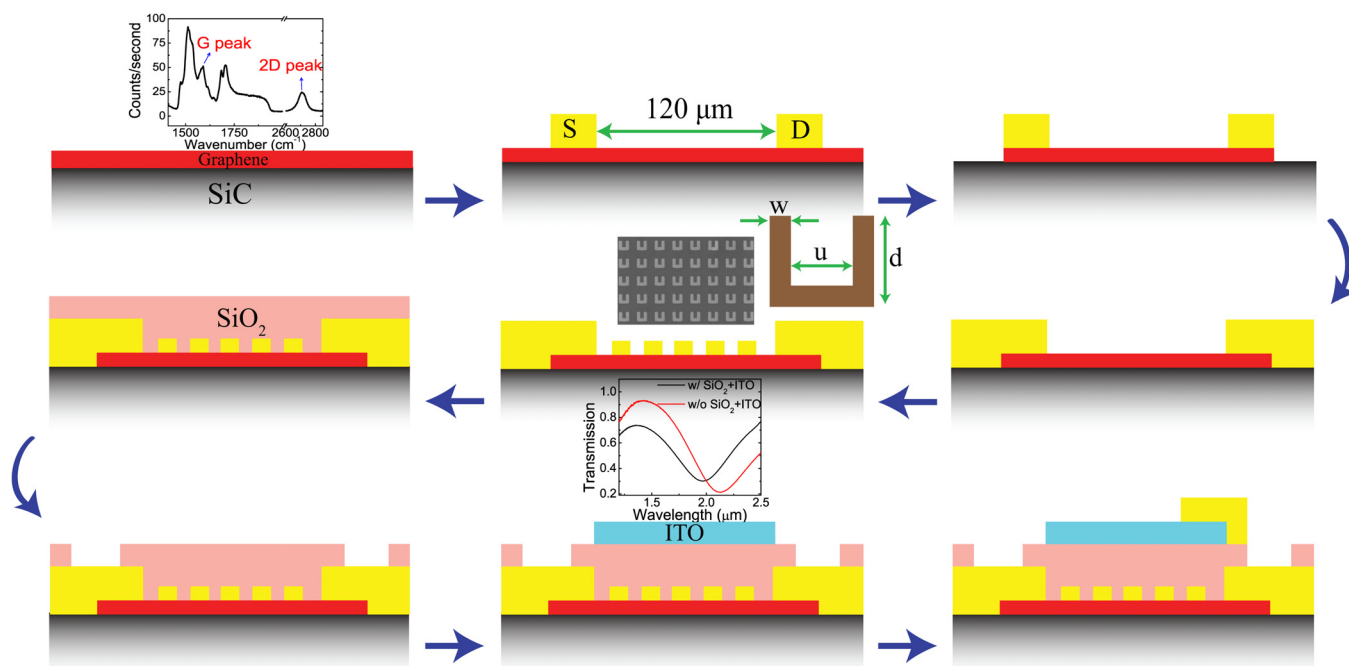 100
75
50
25
0
Counts/second
G peak
2D peak
1500
1750
2600
2800
Wavenumber (cm⁻¹)
Graphene
SiC
S
120 μm
D
w
u
d
SiO₂
w/ SiO₂+ITO
w/o SiO₂+ITO
1.0
0.8
0.6
0.4
0.2
Transmission
1.5
2.0
2.5
Wavelength (μm)
ITO